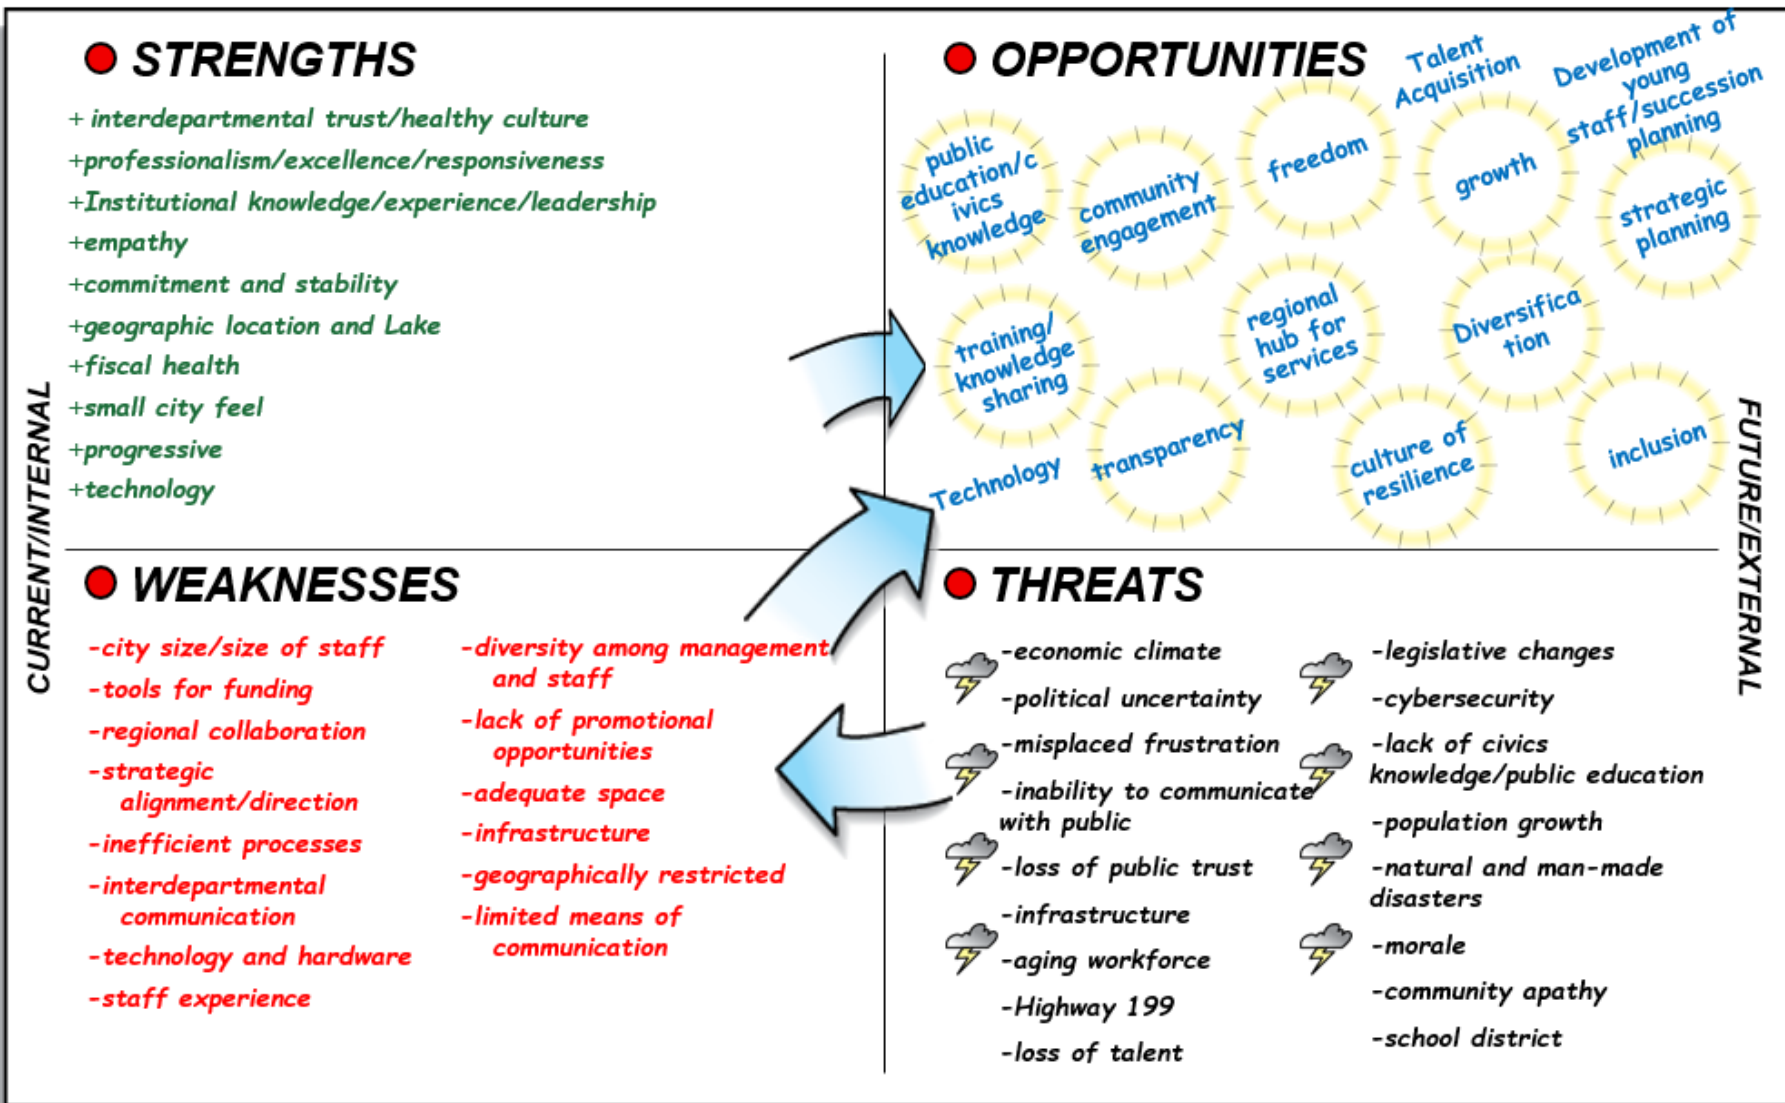 STRENGTHS
+ interdepartmental trust/healthy culture
+professionalism/excellence/responsiveness
+Institutional knowledge/experience/leadership
+empathy
+commitment and stability
+geographic location and Lake
+fiscal health
+small city feel
+progressive
+technology
OPPORTUNITIES
Talent
Acquisition
Development of
young
staff/succession
planning
public
education/c
ivics
knowledge
community
engagement
freedom
growth
strategic
planning
training/
knowledge
sharing
regional
hub for
services
Diversifica
tion
Technology
transparency
culture of
resilience
inclusion
CURRENT/INTERNAL
FUTURE/EXTERNAL
WEAKNESSES
-city size/size of staff
-tools for funding
-regional collaboration
-strategic
alignment/direction
-inefficient processes
-interdepartmental
communication
-technology and hardware
-staff experience
-diversity among management
and staff
-lack of promotional
opportunities
-adequate space
-infrastructure
-geographically restricted
-limited means of
communication
THREATS
-economic climate
-political uncertainty
-misplaced frustration
-inability to communicate
with public
-loss of public trust
-infrastructure
-aging workforce
-Highway 199
-loss of talent
-legislative changes
-cybersecurity
-lack of civics
knowledge/public education
-population growth
-natural and man-made
disasters
-morale
-community apathy
-school district